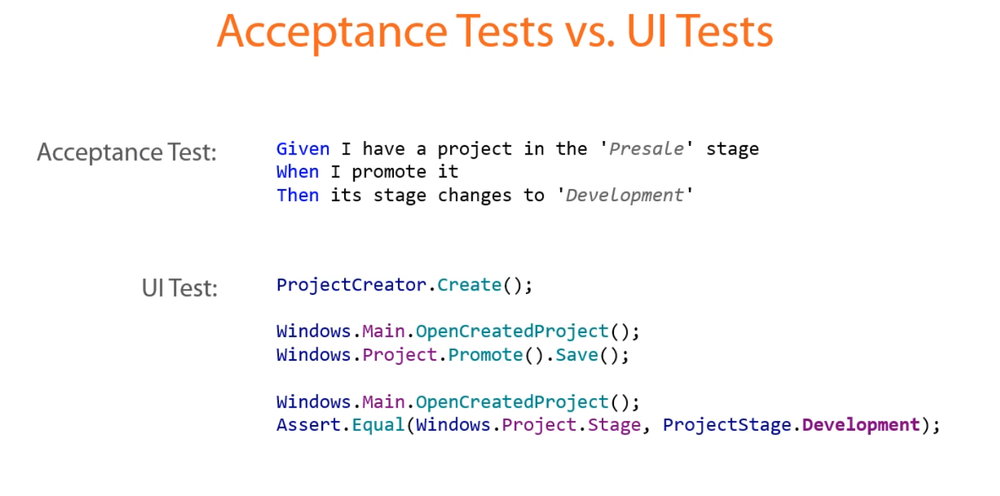 Acceptance Tests vs. UI Tests
Acceptance Test:
Given I have a project in the 'Presale' stage
When I promote it
Then its stage changes to 'Development'
UI Test:
ProjectCreator.Create();
Windows.Main.OpenCreatedProject();
Windows.Project.Promote().Save();
Windows.Main.OpenCreatedProject();
Assert.Equal(Windows.Project.Stage, ProjectStage.Development);